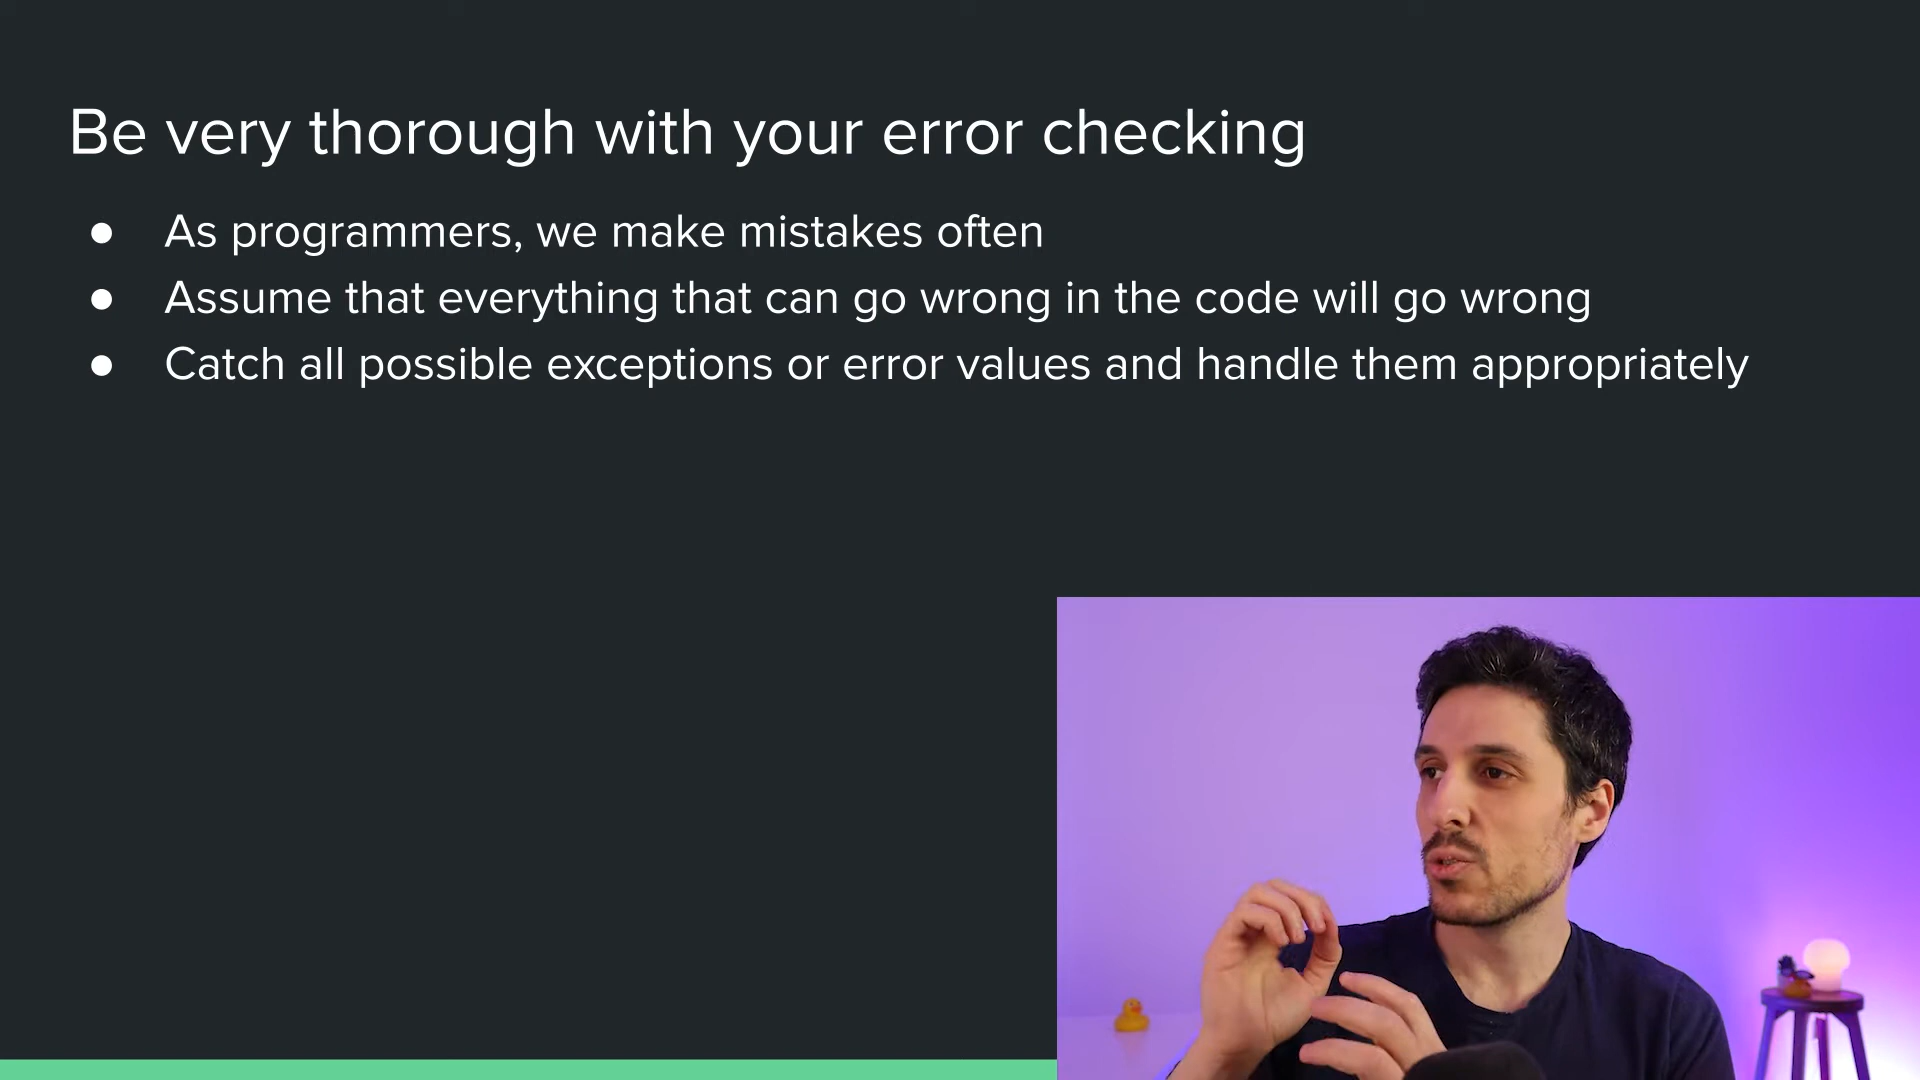 Be very thorough with your error checking
● As programmers, we make mistakes often
● Assume that everything that can go wrong in the code will go wrong
● Catch all possible exceptions or error values and handle them appropriately